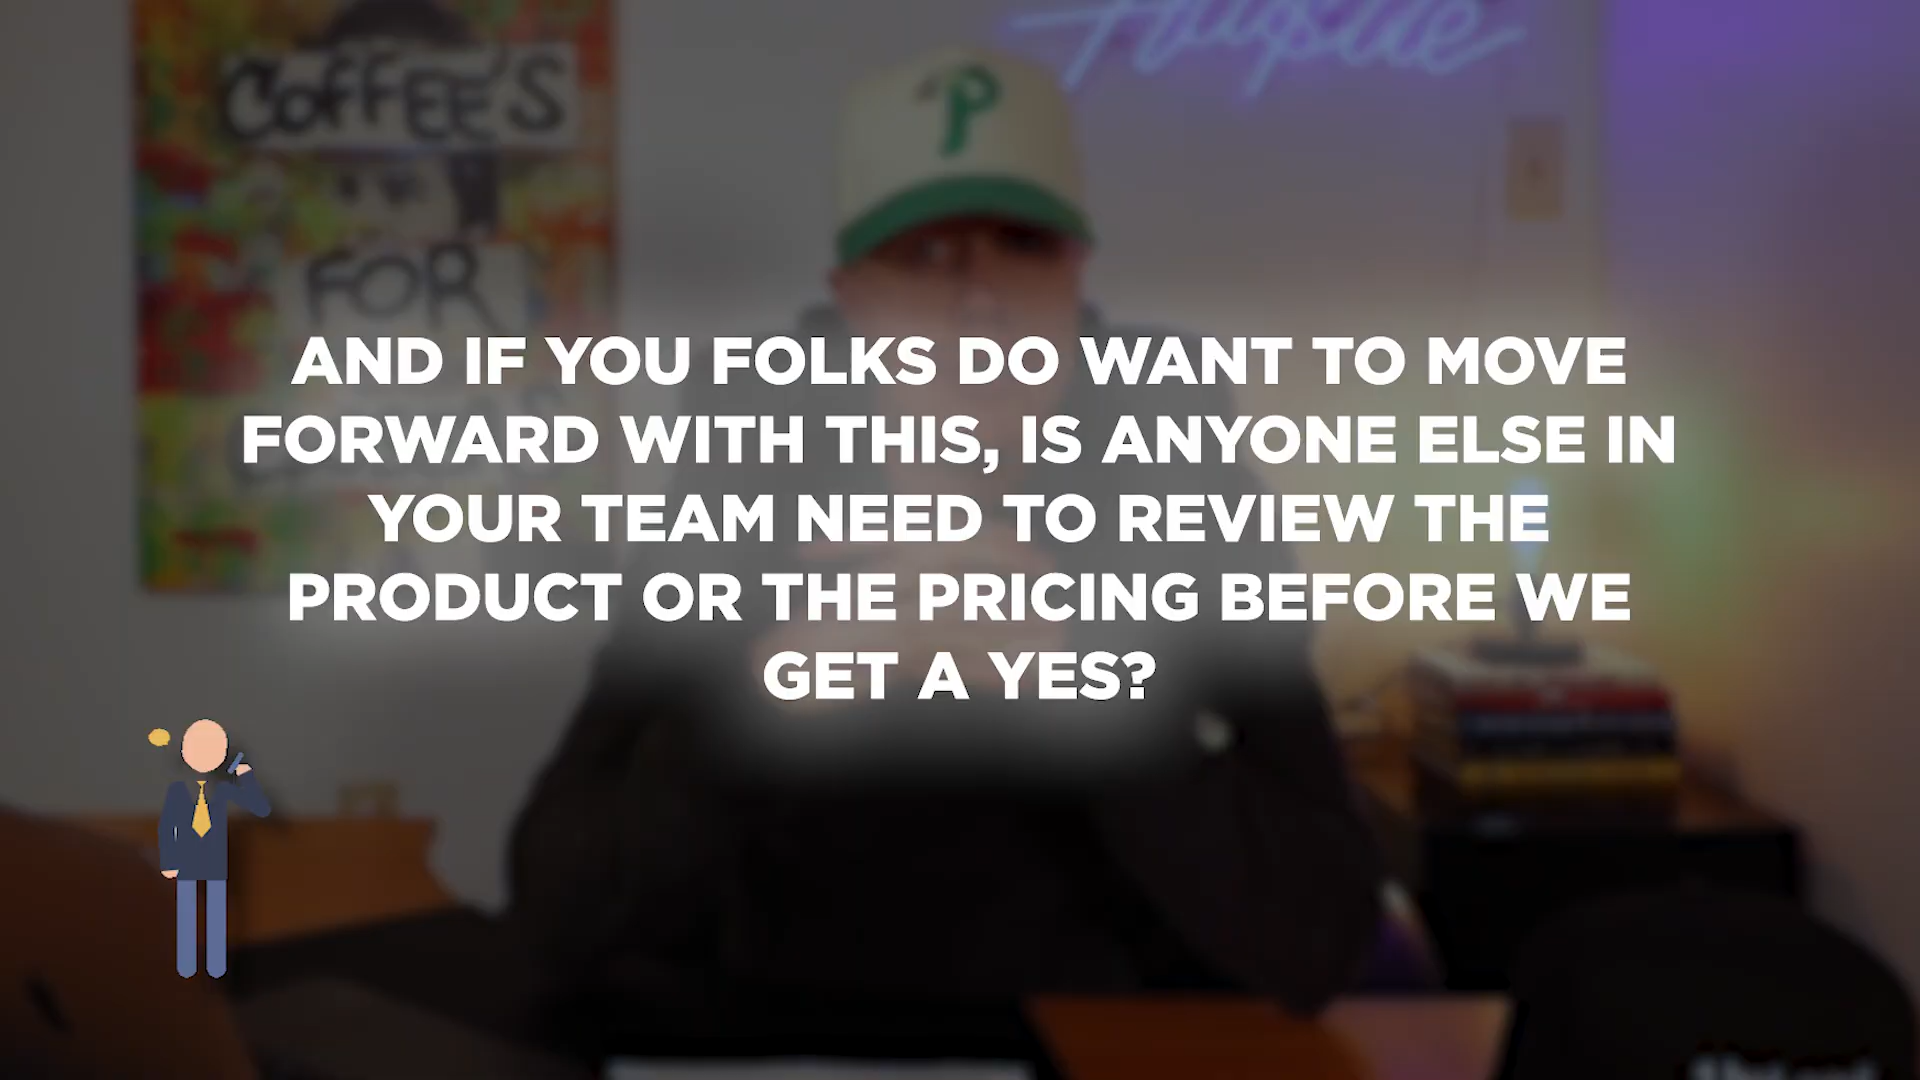 COFFEE'S
FOR
P
AND IF YOU FOLKS DO WANT TO MOVE
FORWARD WITH THIS, IS ANYONE ELSE IN
YOUR TEAM NEED TO REVIEW THE
PRODUCT OR THE PRICING BEFORE WE
GET A YES?